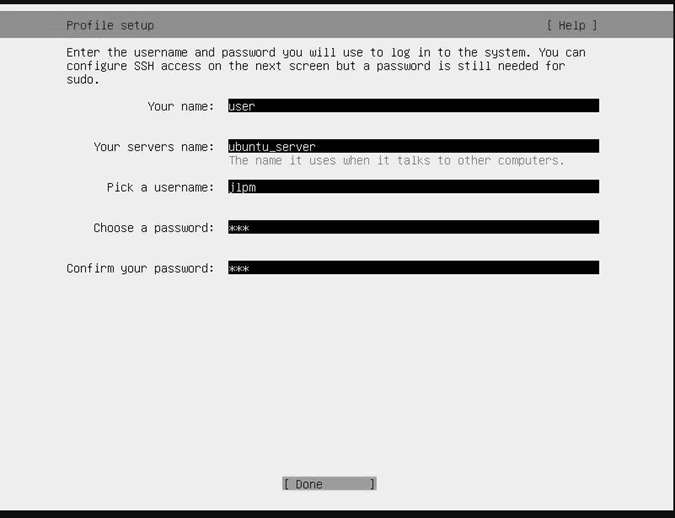 Profile setup [ Help ]
Enter the username and password you will use to log in to the system. You can
configure SSH access on the next screen but a password is still needed for
sudo.
Your name: user
Your servers name: ubuntu_server
The name it uses when it talks to other computers.
Pick a username: jlpm
Choose a password: ***
Confirm your password: ***
[ Done ]